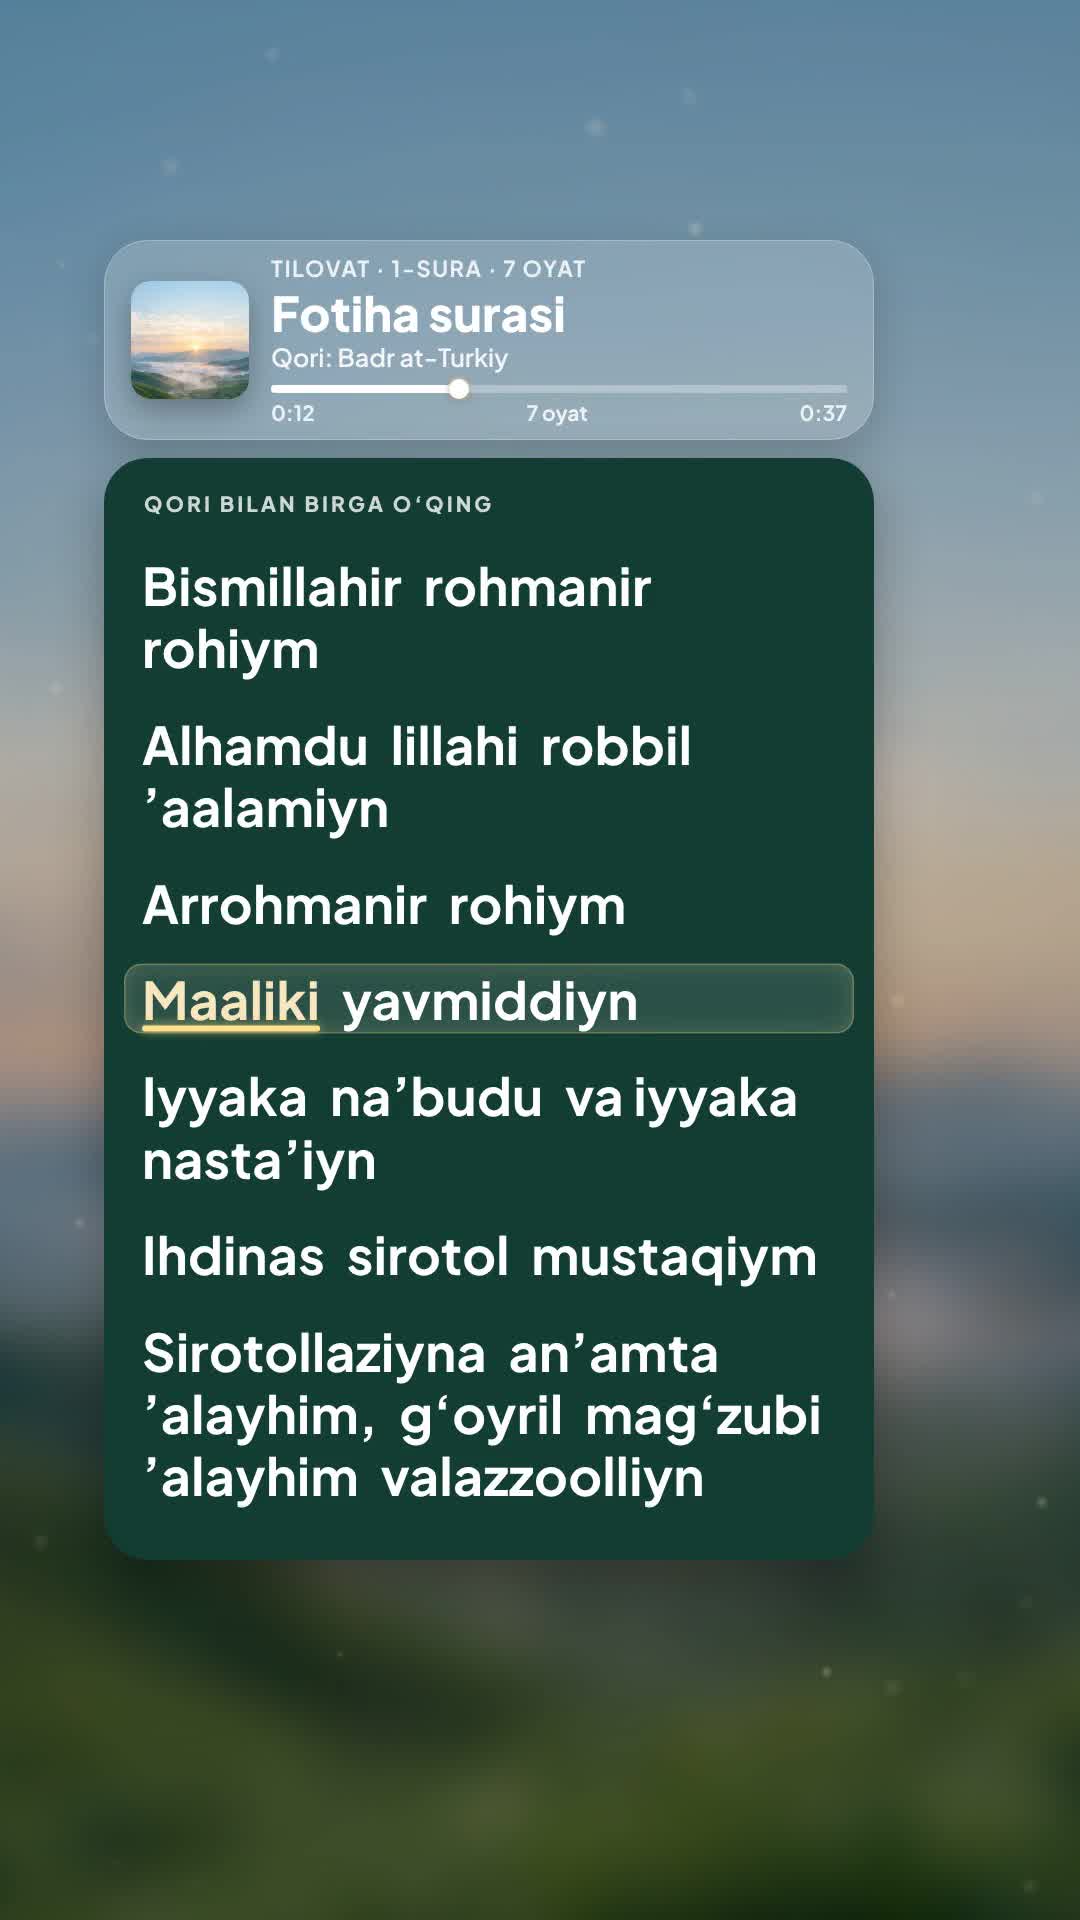 TILOVAT · 1-SURA · 7 OYAT
Fotiha surasi
Qori: Badr at-Turkiy
0:12 7 oyat 0:37
QORI BILAN BIRGA O‘QING
Bismillahir rohmanir
rohiym
Alhamdu lillahi robbil
’aalamiyn
Arrohmanir rohiym
Maaliki yavmiddiyn
Iyyaka na’budu va iyyaka
nasta’iyn
Ihdinas sirotol mustaqiym
Sirotollaziyna an’amta
’alayhim, g‘oyril mag‘zubi
’alayhim valazzoolliyn